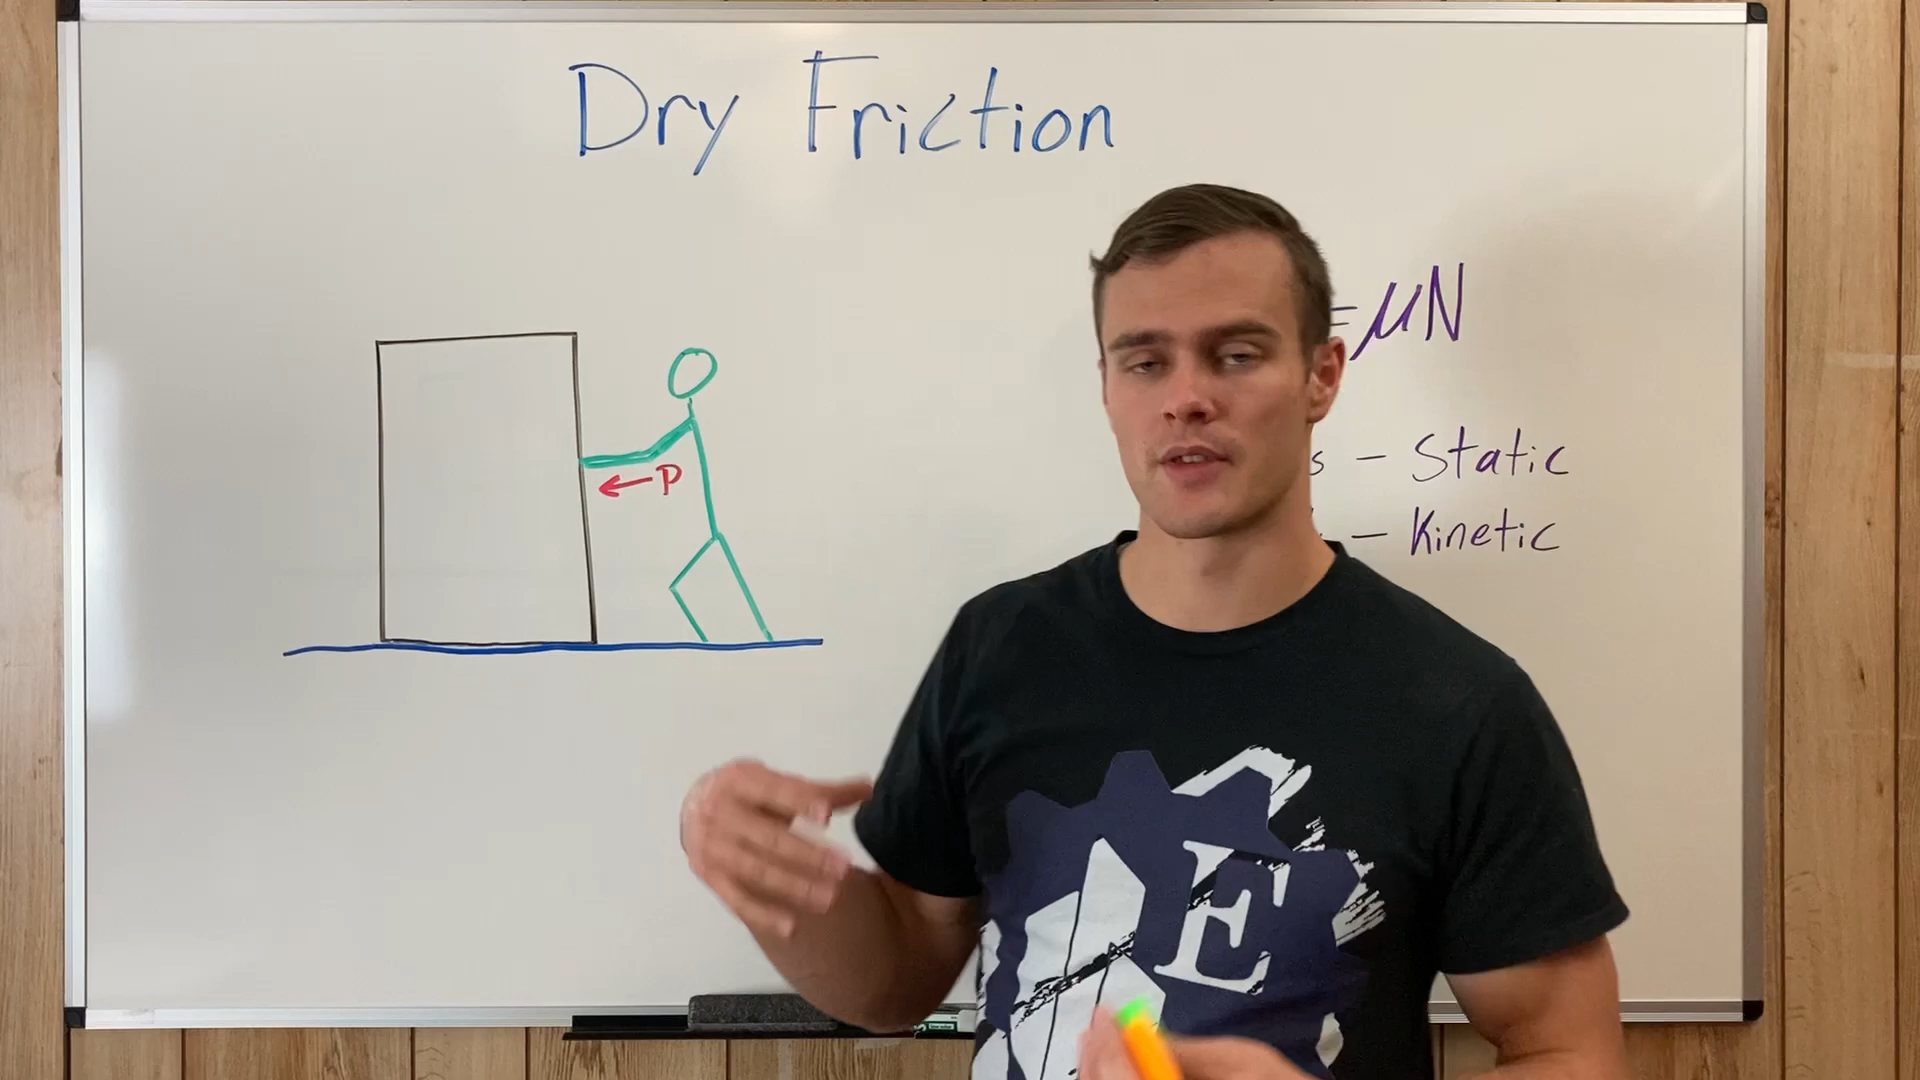 Dry Friction
= μN
P
s - Static
- Kinetic
E